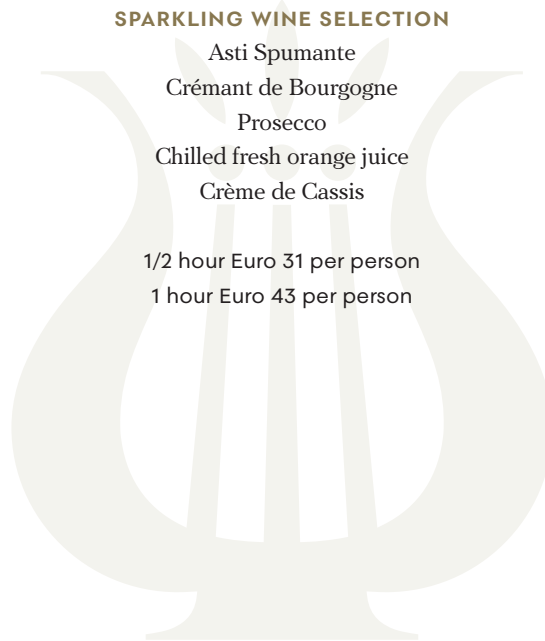 SPARKLING WINE SELECTION
Asti Spumante
Crémant de Bourgogne
Prosecco
Chilled fresh orange juice
Crème de Cassis
1/2 hour Euro 31 per person
1 hour Euro 43 per person